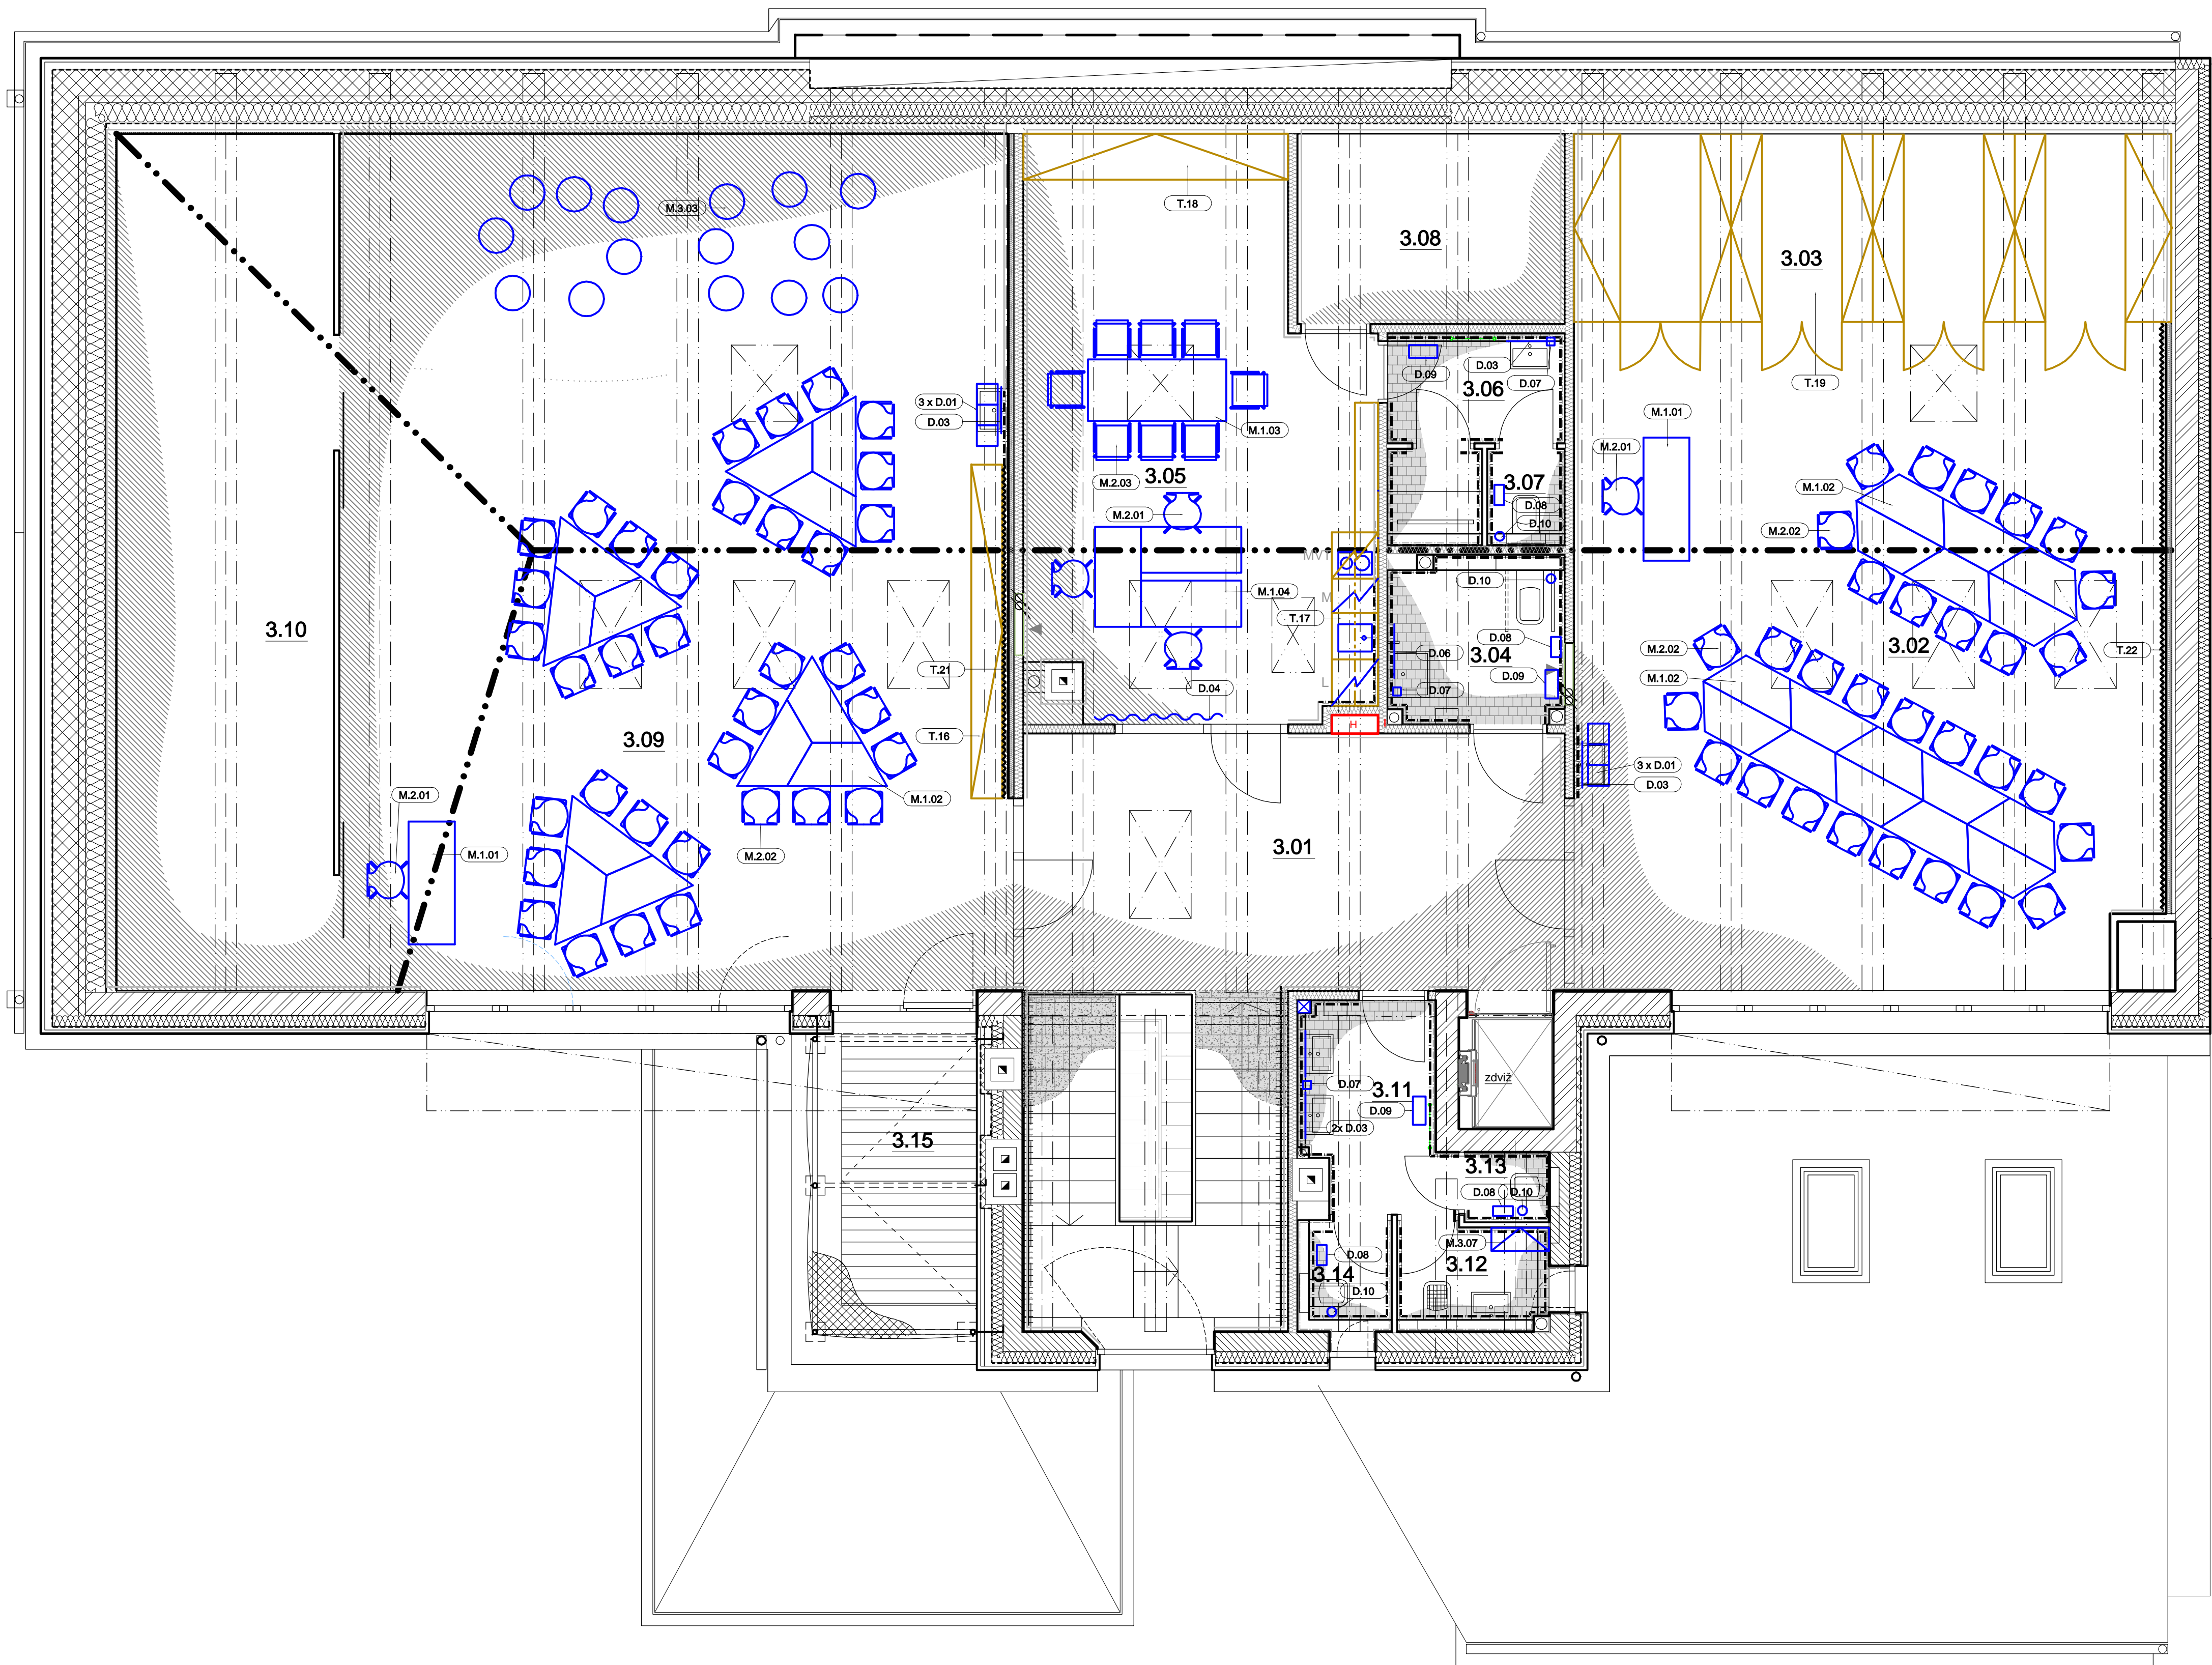 M.3.03
T.18
3.08
3.03
T.19
D.09
D.03
D.07
3.06
3 x D.01
D.03
M.1.03
M.1.01
M.2.01
M.2.03
3.05
3.07
D.08
D.10
M.1.02
M.2.02
M.2.01
D.10
M.1.04
T.17
M
L
H
3.10
D.08
D.06
3.04
D.09
D.07
3.02
M.2.02
M.1.02
T.22
T.21
D.04
T.16
3.09
3 x D.01
D.03
M.2.01
M.1.02
M.1.01
M.2.02
3.01
zdviž
D.07
3.11
D.09
2x D.03
3.15
3.13
D.08
D.10
M.3.07
3.12
D.08
3.14
D.10